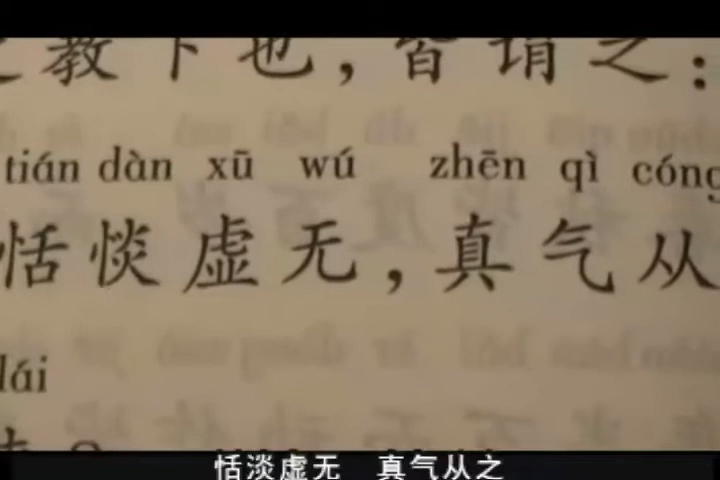 之教下也，皆谓之：
tián dàn xū wú zhēn qì cóng
恬惔虚无，真气从
lái
恬淡虚无 真气从之